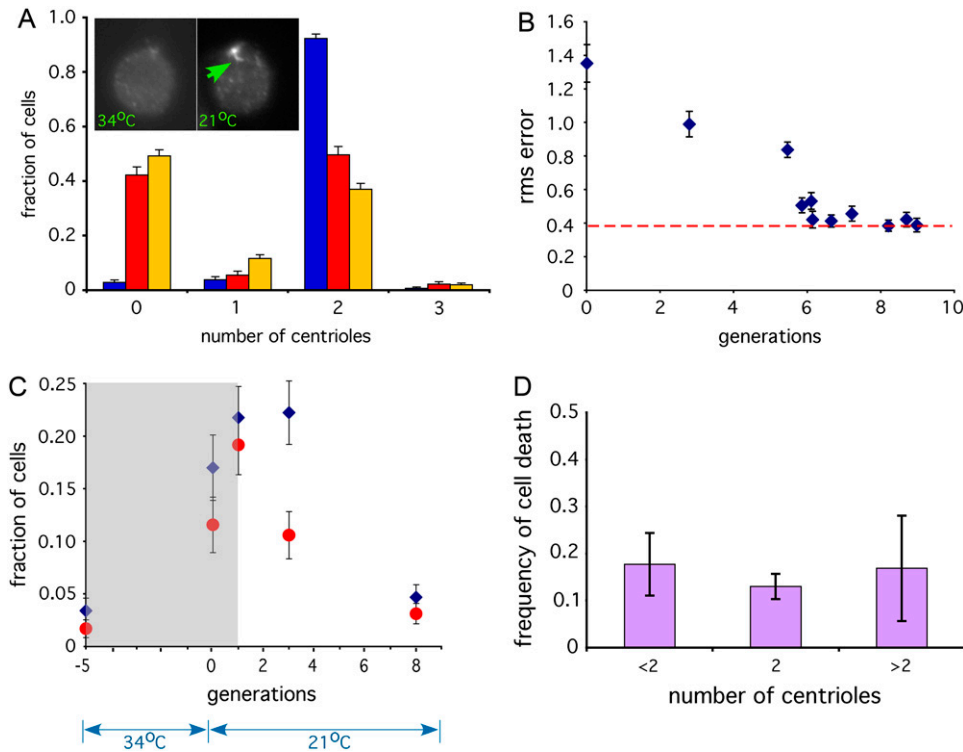 A
fraction of cells
1.0
0.8
0.6
0.4
0.2
0
34°C
21°C
0 1 2 3
number of centrioles
B
rms error
1.8
1.6
1.4
1.2
1.0
0.8
0.6
0.4
0.2
0
0 2 4 6 8 10
generations
C
fraction of cells
0.25
0.20
0.15
0.10
0.05
0
-5 0 2 4 6 8
generations
34°C 21°C
D
frequency of cell death
0.5
0.4
0.3
0.2
0.1
0
<2 2 >2
number of centrioles